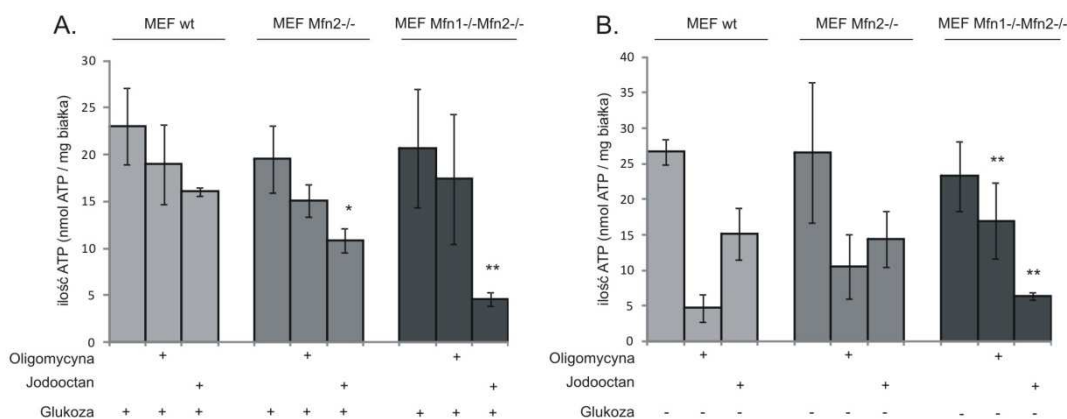 A.
MEF wt MEF Mfn2-/- MEF Mfn1-/-Mfn2-/-
ilość ATP (nmol ATP / mg białka)
30
25
20
15
10
5
0
* **
Oligomycyna + + +
Jodooctan + + +
Glukoza + + + + + + + + +
B.
MEF wt MEF Mfn2-/- MEF Mfn1-/-Mfn2-/-
ilość ATP (nmol ATP / mg białka)
40
35
30
25
20
15
10
5
0
** **
Oligomycyna + + +
Jodooctan + + +
Glukoza - - - - - - - - -